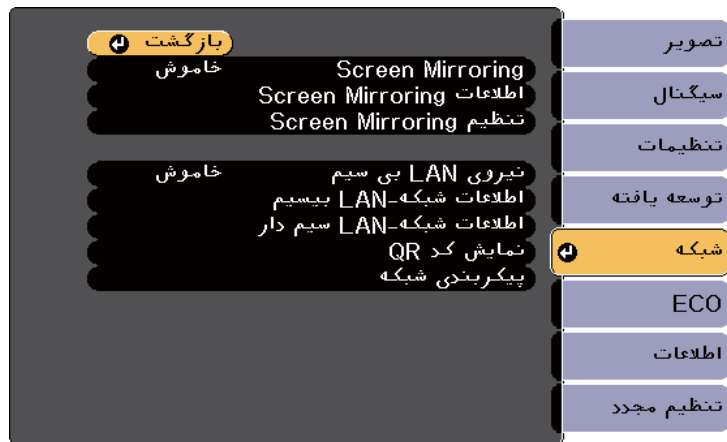 بازگشت
Screen Mirroring خاموش
اطلاعات Screen Mirroring
تنظیم Screen Mirroring
نیروی LAN بی سیم خاموش
اطلاعات شبکه-LAN بیسیم
اطلاعات شبکه-LAN سیم دار
نمایش کد QR
پیکربندی شبکه
تصویر
سیگنال
تنظیمات
توسعه یافته
شبکه
ECO
اطلاعات
تنظیم مجدد